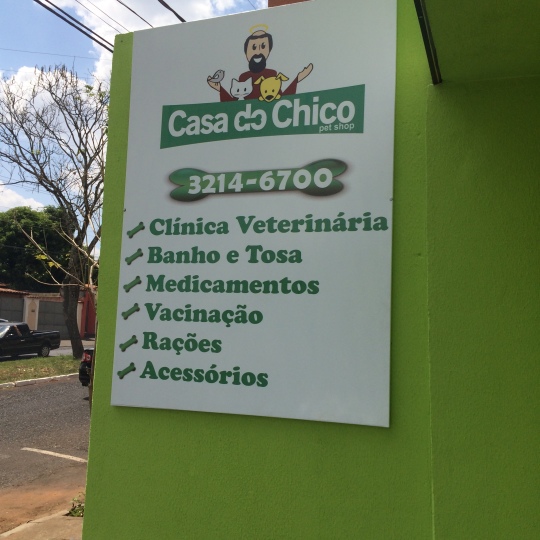 Casa do Chico
pet shop
3214-6700
Clínica Veterinária
Banho e Tosa
Medicamentos
Vacinação
Rações
Acessórios